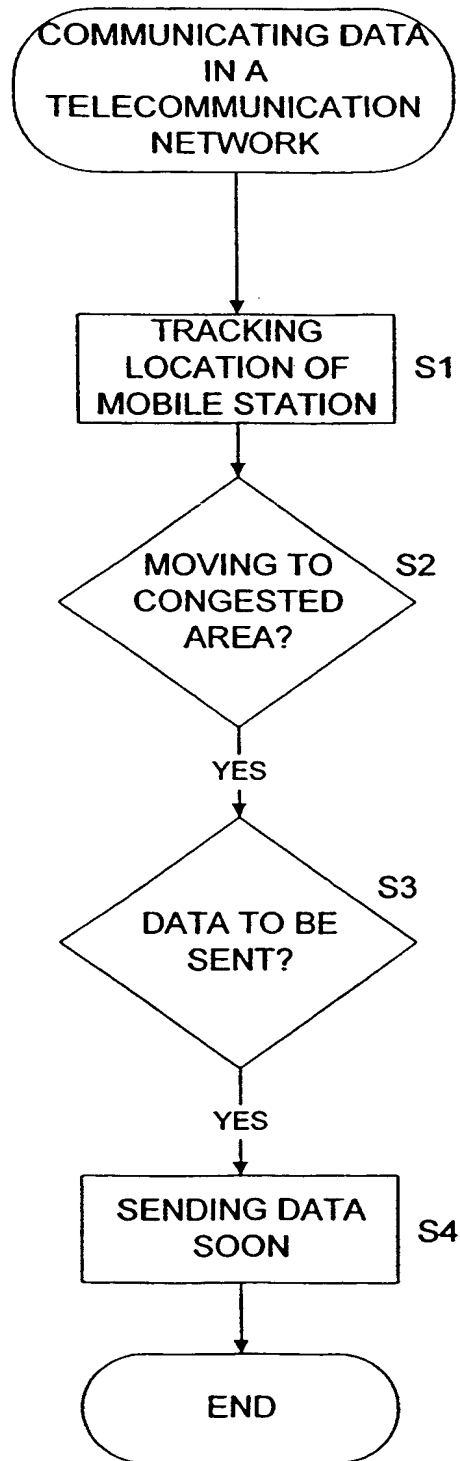 COMMUNICATING DATA
IN A
TELECOMMUNICATION
NETWORK
TRACKING
LOCATION OF
MOBILE STATION
S1
MOVING TO
CONGESTED
AREA?
S2
YES
DATA TO BE
SENT?
S3
YES
SENDING DATA
SOON
S4
END